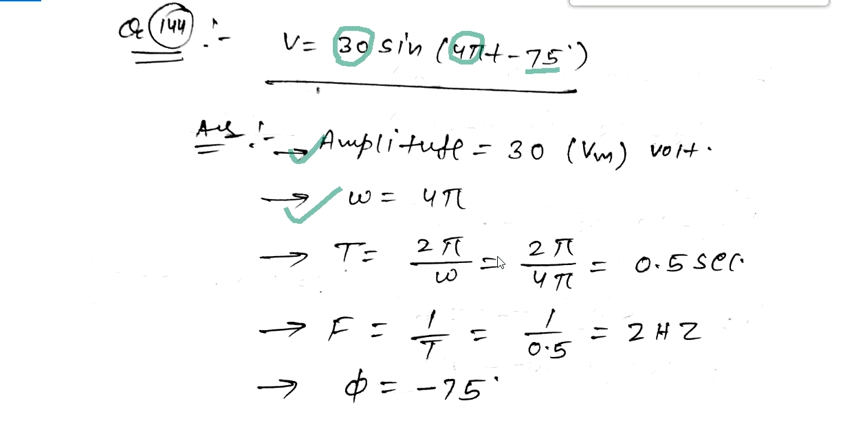 Q 144 :-
V = 30 sin (4πt - 75°)
Ans :- → Amplitude = 30 (Vm) volt.
→ ω = 4π
→ T = 2π/ω = 2π/4π = 0.5 sec.
→ F = 1/T = 1/0.5 = 2 HZ
→ φ = -75°